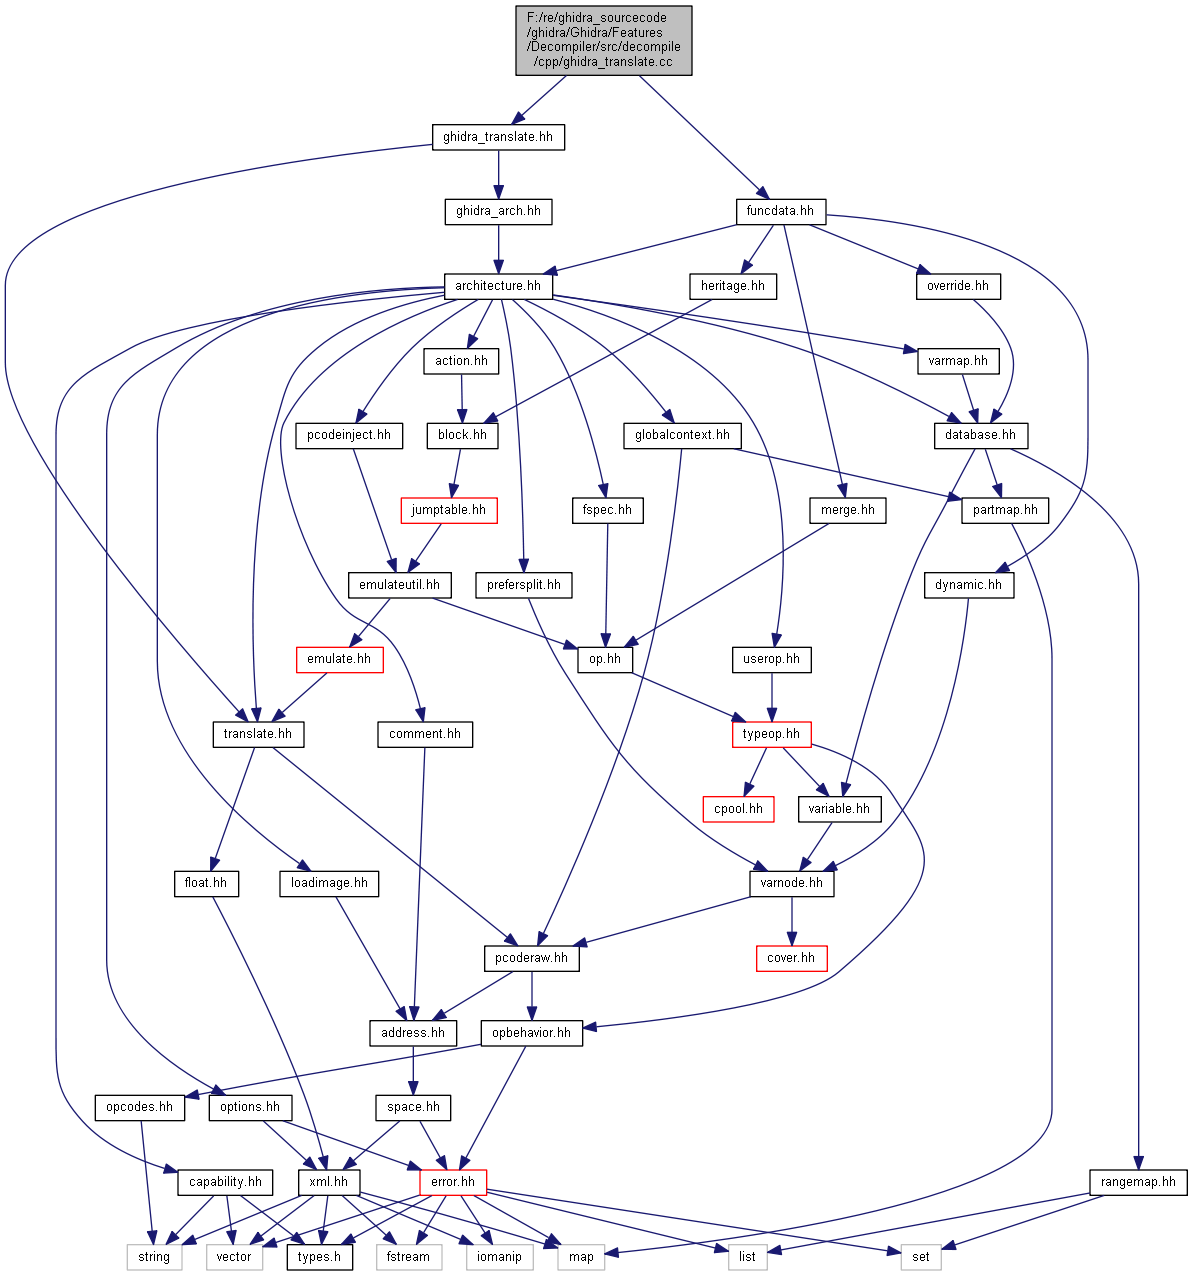 F:/re/ghidra_sourcecode
/ghidra/Ghidra/Features
/Decompiler/src/decompile
/cpp/ghidra_translate.cc
ghidra_translate.hh
ghidra_arch.hh
funcdata.hh
architecture.hh
heritage.hh
override.hh
action.hh
varmap.hh
pcodeinject.hh
block.hh
globalcontext.hh
database.hh
jumptable.hh
fspec.hh
merge.hh
partmap.hh
emulateutil.hh
prefersplit.hh
dynamic.hh
emulate.hh
op.hh
userop.hh
translate.hh
comment.hh
typeop.hh
cpool.hh
variable.hh
float.hh
loadimage.hh
varnode.hh
pcoderaw.hh
cover.hh
address.hh
opbehavior.hh
opcodes.hh
options.hh
space.hh
capability.hh
xml.hh
error.hh
rangemap.hh
string
vector
types.h
fstream
iomanip
map
list
set